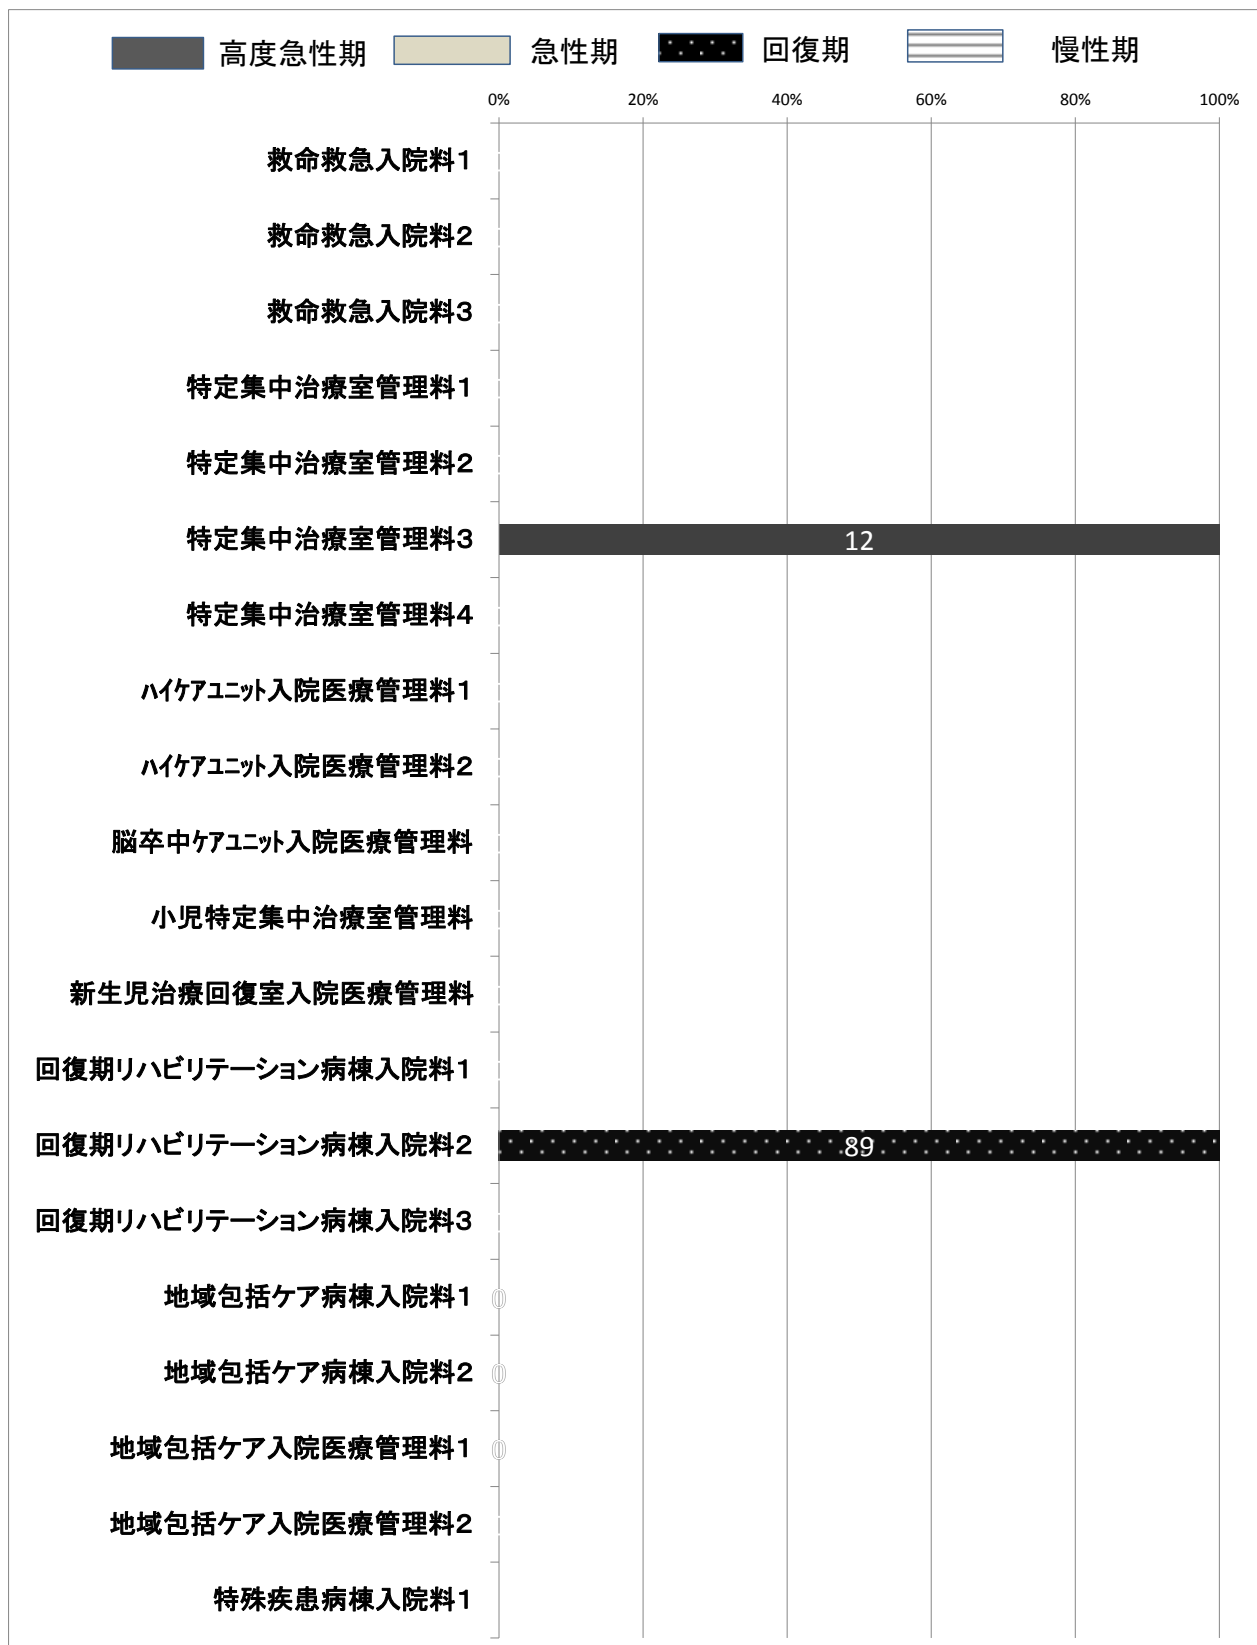 高度急性期 急性期 回復期 慢性期
0% 20% 40% 60% 80% 100%
救命救急入院料１
救命救急入院料２
救命救急入院料３
特定集中治療室管理料１
特定集中治療室管理料２
特定集中治療室管理料３ 12
特定集中治療室管理料４
ﾊｲｹｱﾕﾆｯﾄ入院医療管理料１
ﾊｲｹｱﾕﾆｯﾄ入院医療管理料２
脳卒中ｹｱﾕﾆｯﾄ入院医療管理料
小児特定集中治療室管理料
新生児治療回復室入院医療管理料
回復期リハビリテーション病棟入院料１
回復期リハビリテーション病棟入院料２ 89
回復期リハビリテーション病棟入院料３
地域包括ケア病棟入院料１ 0
地域包括ケア病棟入院料２ 0
地域包括ケア入院医療管理料１ 0
地域包括ケア入院医療管理料２
特殊疾患病棟入院料１